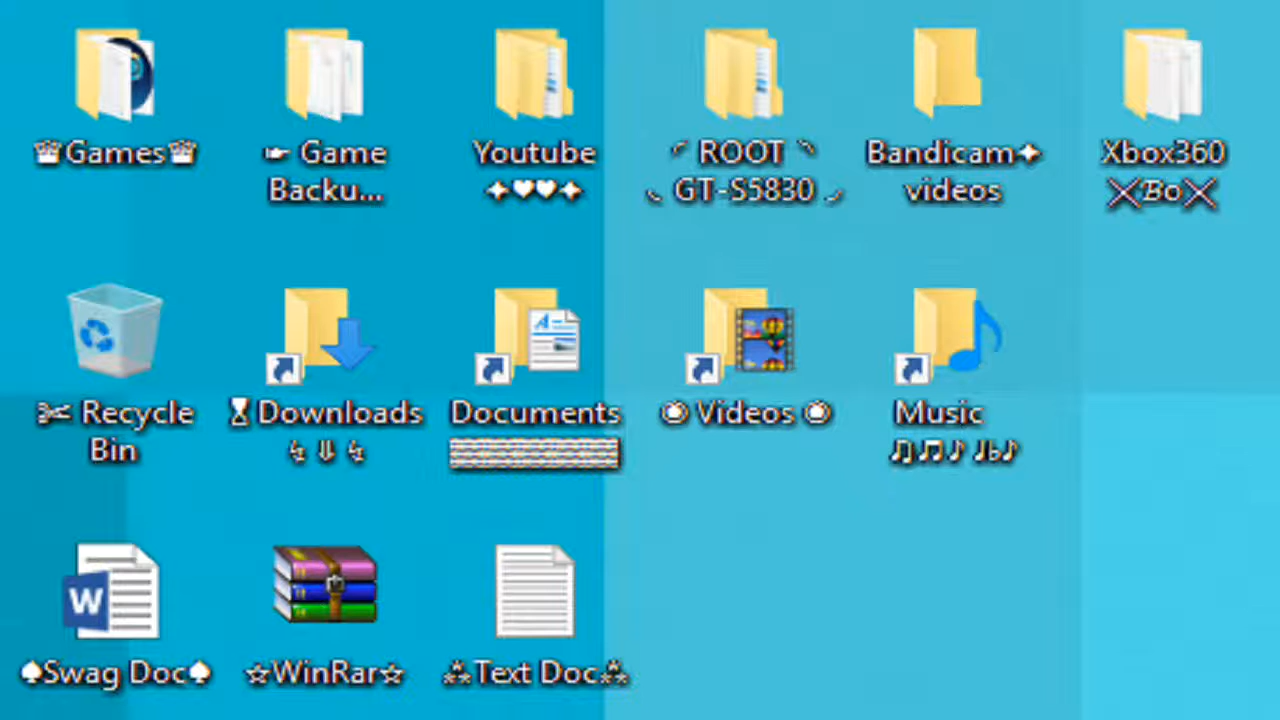 ♛Games♛
☛ Game
Backu...
Youtube
✦♥♥✦
◜ ROOT ◝
◟ GT-S5830 ◞
Bandicam✦
videos
Xbox360
╳ℬo╳
✄ Recycle
Bin
⌛Downloads
↯ ⇓ ↯
Documents
▤▤▤▤▤▤▤▤
◉ Videos ◉
Music
♫♬♪ ♩♭♪
W
♠Swag Doc♠
☆WinRar☆
⁂Text Doc⁂